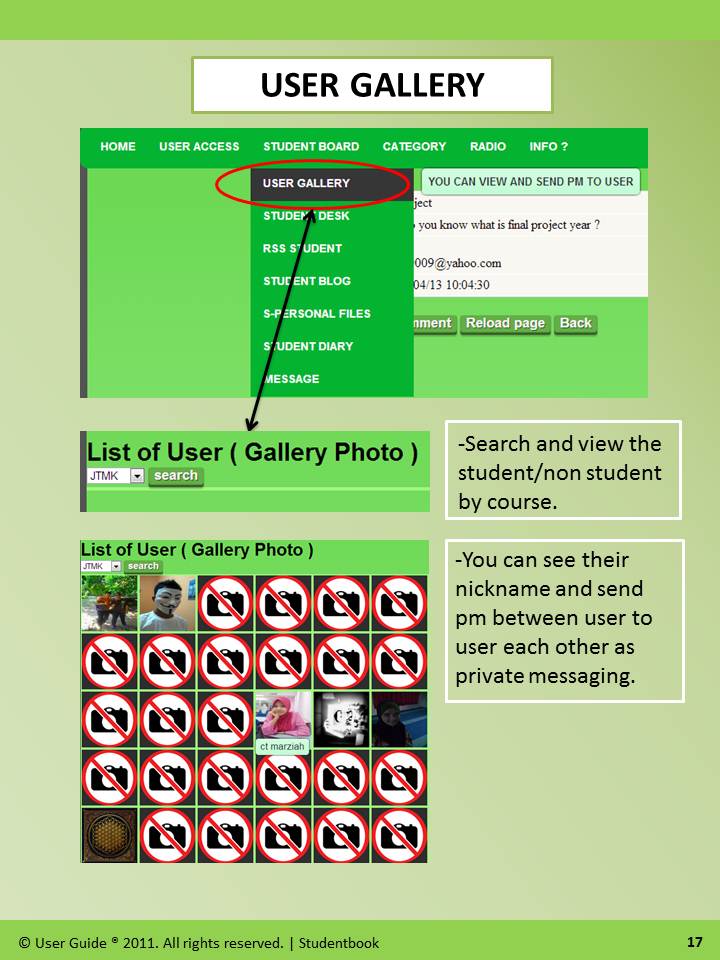 USER GALLERY
HOME USER ACCESS STUDENT BOARD CATEGORY RADIO INFO ?
USER GALLERY
YOU CAN VIEW AND SEND PM TO USER
STUDENT DESK
RSS STUDENT
STUDENT BLOG
S-PERSONAL FILES
STUDENT DIARY
MESSAGE
ject
you know what is final project year ?
009@yahoo.com
04/13 10:04:30
mment Reload page Back
List of User ( Gallery Photo )
JTMK search
-Search and view the
student/non student
by course.
List of User ( Gallery Photo )
JTMK search
ct marziah
-You can see their
nickname and send
pm between user to
user each other as
private messaging.
© User Guide ® 2011. All rights reserved. | Studentbook
17